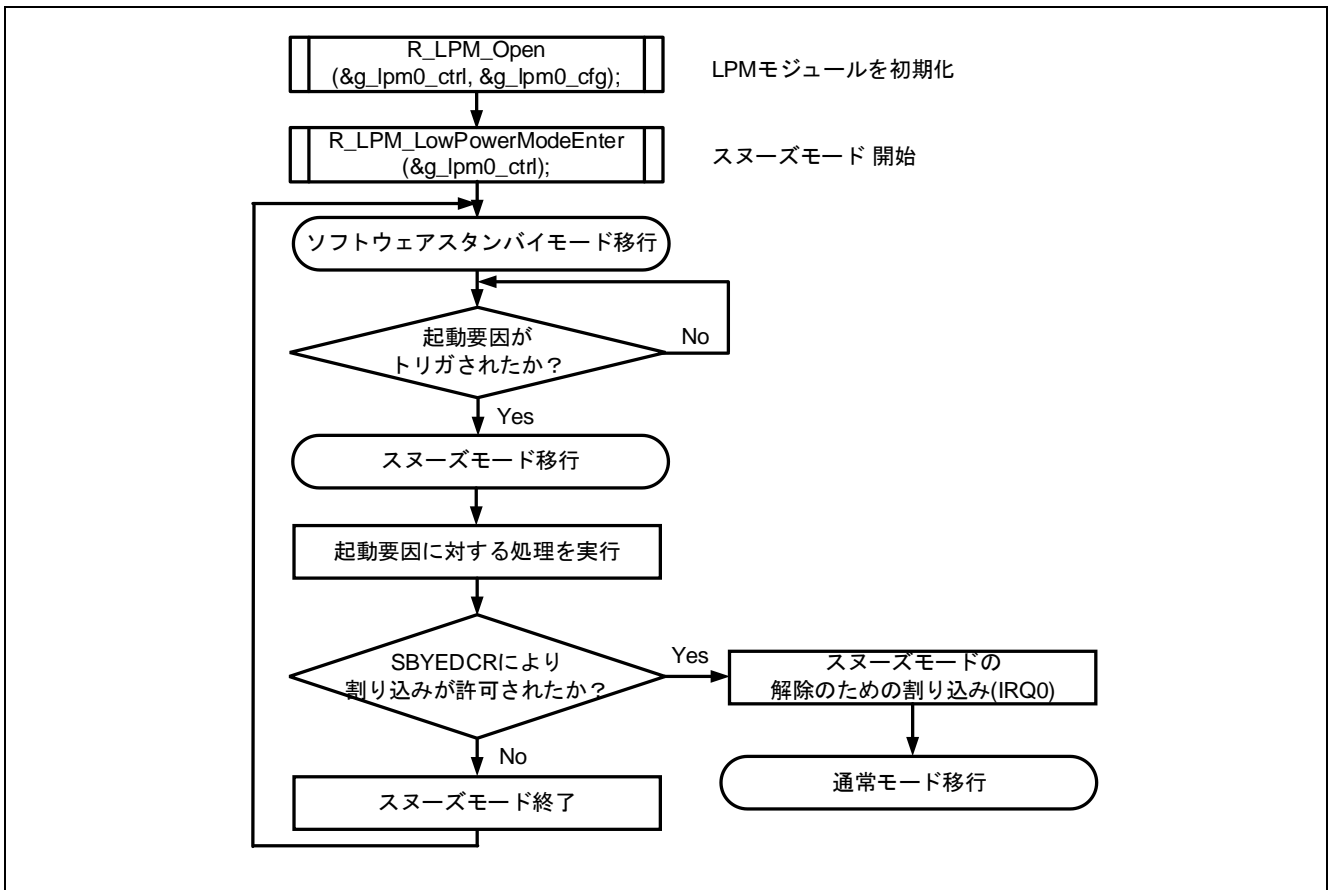 R_LPM_Open
(&g_lpm0_ctrl, &g_lpm0_cfg);
LPMモジュールを初期化
R_LPM_LowPowerModeEnter
(&g_lpm0_ctrl);
スヌーズモード 開始
ソフトウェアスタンバイモード移行
起動要因が
トリガされたか？
No
Yes
スヌーズモード移行
起動要因に対する処理を実行
SBYEDCRにより
割り込みが許可されたか？
Yes
スヌーズモードの
解除のための割り込み(IRQ0)
No
通常モード移行
スヌーズモード終了